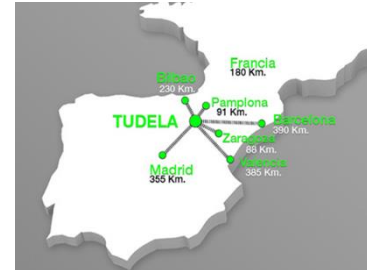 Francia
180 Km.
Bilbao
230 Km.
Pamplona
91 Km.
TUDELA
Barcelona
390 Km.
Zaragoza
88 Km.
Valencia
385 Km.
Madrid
355 Km.